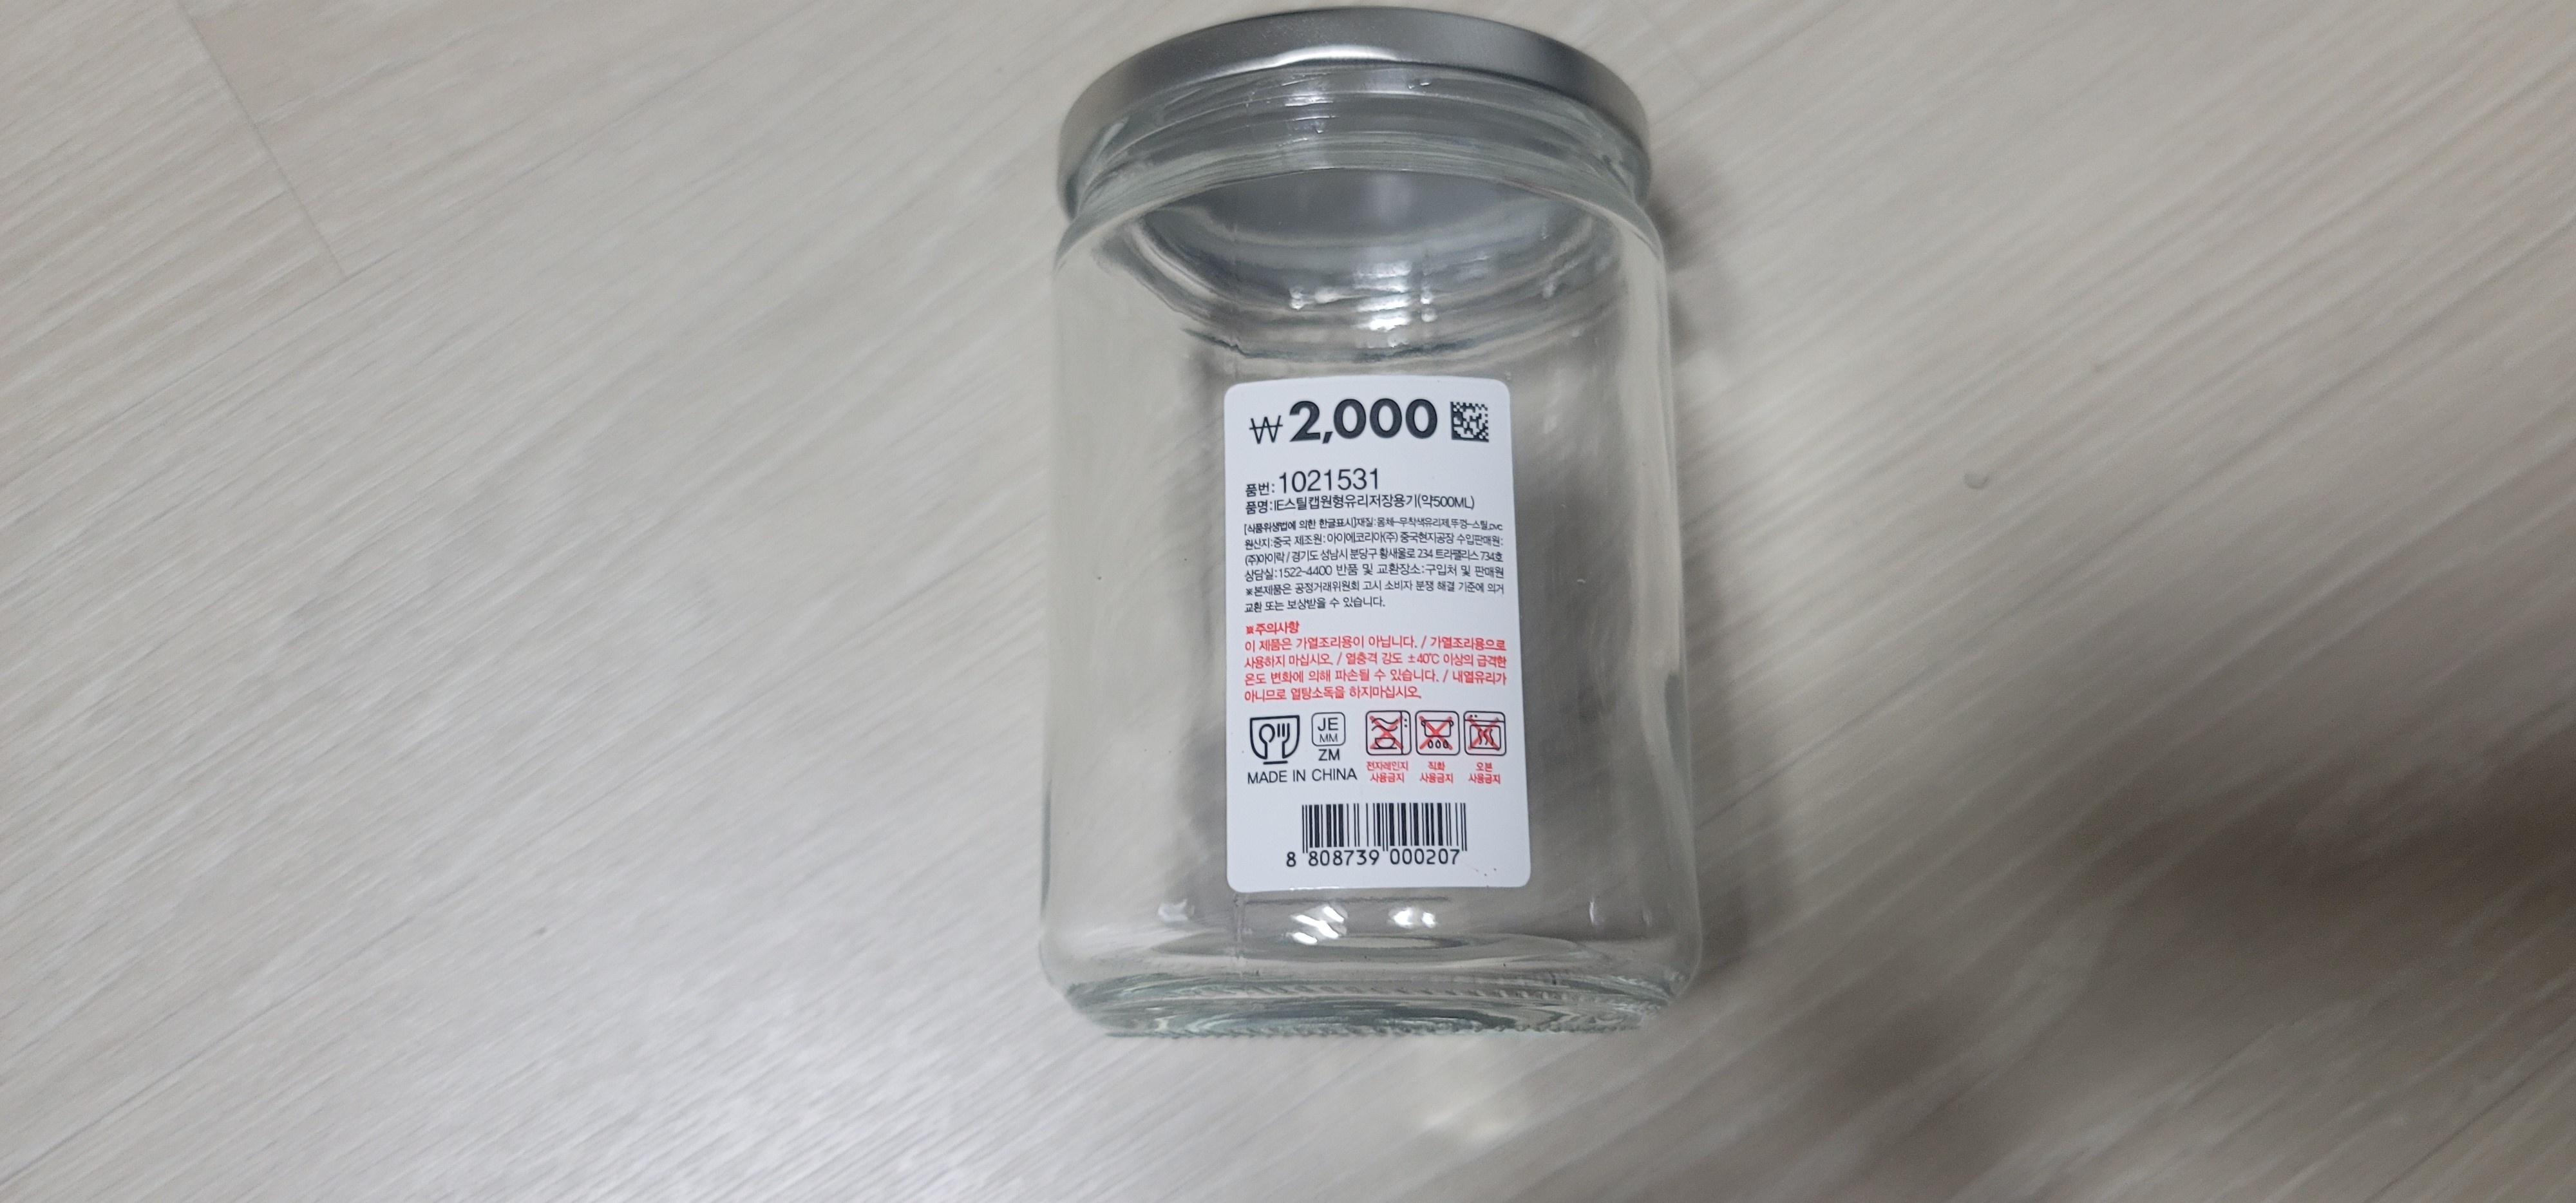 ₩2,000
품번:1021531
품명:IE스틸캡원형유리저장용기(약500ML)
[식품위생법에 의한 한글표시]재질:몸체-무착색유리제,뚜껑-스틸,pvc
원산지:중국 제조원:아이에코리아(주) 중국현지공장 수입판매원:
(주)아이락/경기도 성남시 분당구 황새울로 234 트라팰리스 734호
상담실:1522-4400 반품 및 교환장소:구입처 및 판매원
※본제품은 공정거래위원회 고시 소비자 분쟁 해결 기준에 의거
교환 또는 보상받을 수 있습니다.
※주의사항
이 제품은 가열조리용이 아닙니다. / 가열조리용으로
사용하지 마십시오. / 열충격 강도 ±40℃ 이상의 급격한
온도 변화에 의해 파손될 수 있습니다. / 내열유리가
아니므로 열탕소독을 하지마십시오.
JE
MM
ZM
MADE IN CHINA
전자레인지 사용금지
직화 사용금지
오븐 사용금지
8 808739 000207